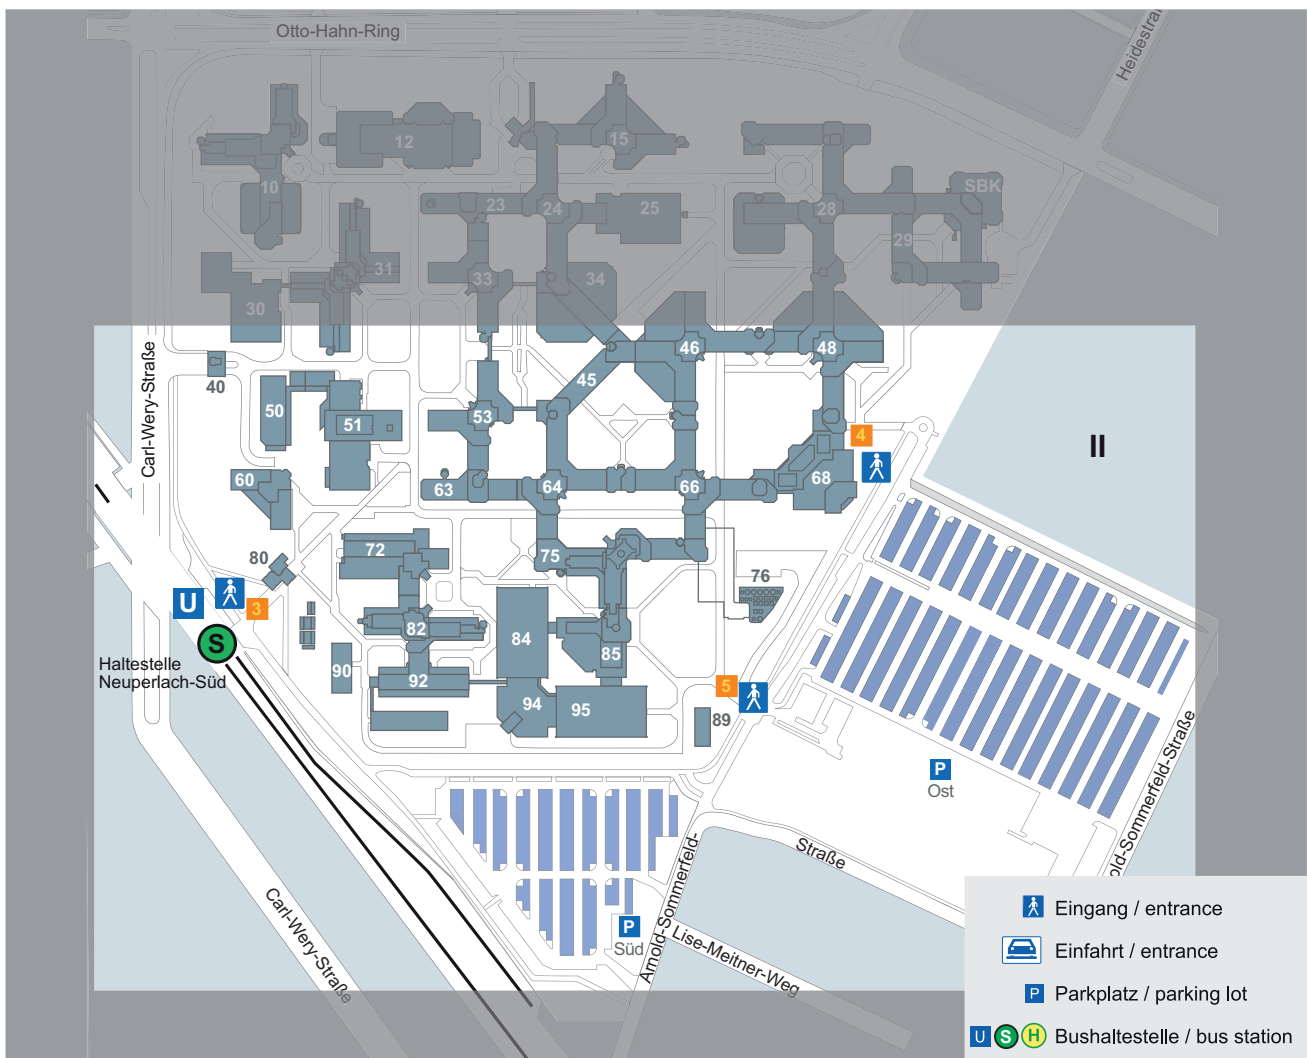 Otto-Hahn-Ring
Heidestraß
12
15
10
SBK
23
24
25
28
29
31
33
34
30
Carl-Wery-Straße
46
48
40
45
50
51
53
4
II
60
63
64
66
68
72
75
80
76
U
3
S
82
84
85
Haltestelle
Neuperlach-Süd
90
92
5
94
95
89
P
Ost
Arnold-Sommerfeld-
Straße
old-Sommerfeld-Straße
Carl-Wery-Straße
P
Süd
Lise-Meitner-Weg
Eingang / entrance
Einfahrt / entrance
P Parkplatz / parking lot
U S H Bushaltestelle / bus station